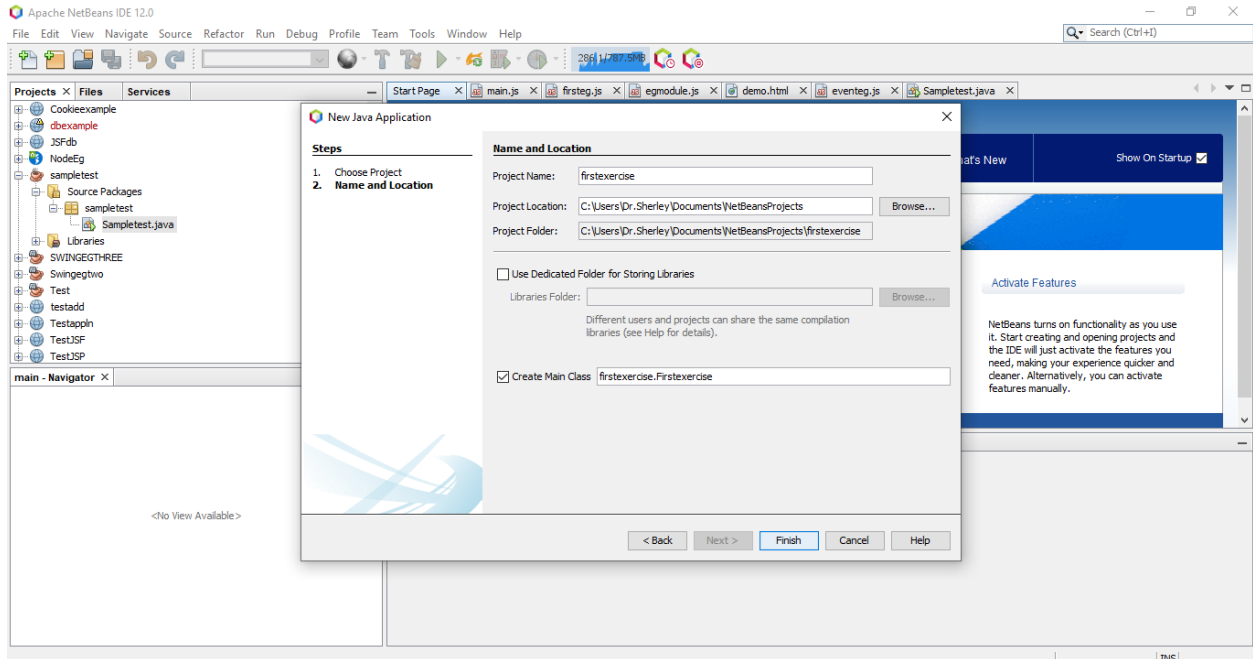 Apache NetBeans IDE 12.0
File Edit View Navigate Source Refactor Run Debug Profile Team Tools Window Help
Search (Ctrl+I)
286.1/787.5MB
Projects Files Services
Start Page main.js firsteg.js egmodule.js demo.html eventeg.js Sampletest.java
Cookieexample
dbexample
JSFdb
NodeEg
sampletest
Source Packages
sampletest
Sampletest.java
Libraries
SWINGEGTHREE
Swingegtwo
Test
testadd
Testappln
TestJSF
TestJSP
main - Navigator
<No View Available>
New Java Application
Steps
1. Choose Project
2. Name and Location
Name and Location
Project Name: firstexercise
Project Location: C:\Users\Dr.Sherley\Documents\NetBeansProjects Browse...
Project Folder: C:\Users\Dr.Sherley\Documents\NetBeansProjects\firstexercise
Use Dedicated Folder for Storing Libraries
Libraries Folder: Browse...
Different users and projects can share the same compilation
libraries (see Help for details).
Create Main Class firstexercise.Firstexercise
< Back Next > Finish Cancel Help
at's New Show On Startup
Activate Features
NetBeans turns on functionality as you use
it. Start creating and opening projects and
the IDE will just activate the features you
need, making your experience quicker and
cleaner. Alternatively, you can activate
features manually.
INS